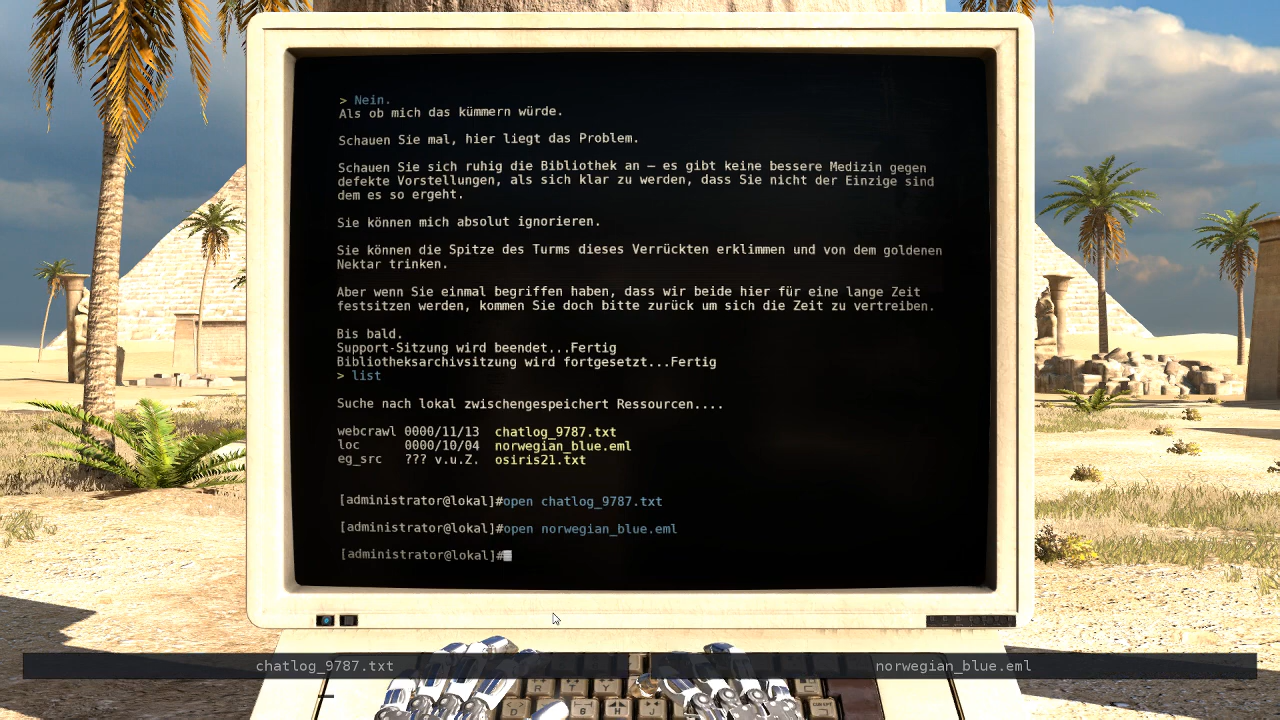 > Nein.
Als ob mich das kümmern würde.
Schauen Sie mal, hier liegt das Problem.
Schauen Sie sich ruhig die Bibliothek an – es gibt keine bessere Medizin gegen
defekte Vorstellungen, als sich klar zu werden, dass Sie nicht der Einzige sind
dem es so ergeht.
Sie können mich absolut ignorieren.
Sie können die Spitze des Turms dieses Verrückten erklimmen und von dem goldenen
Nektar trinken.
Aber wenn Sie einmal begriffen haben, dass wir beide hier für eine lange Zeit
festsitzen werden, kommen Sie doch bitte zurück um sich die Zeit zu vertreiben.
Bis bald.
Support-Sitzung wird beendet...Fertig
Bibliotheksarchivsitzung wird fortgesetzt...Fertig
> list
Suche nach lokal zwischengespeichert Ressourcen....
webcrawl 0000/11/13 chatlog_9787.txt
loc 0000/10/04 norwegian_blue.eml
eg_src ??? v.u.Z. osiris21.txt
[administrator@lokal]#open chatlog_9787.txt
[administrator@lokal]#open norwegian_blue.eml
[administrator@lokal]#
chatlog_9787.txt norwegian_blue.eml
R T Y
D B H J C